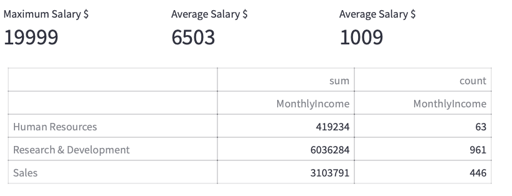 Maximum Salary $ Average Salary $ Average Salary $
19999 6503 1009
sum count
MonthlyIncome MonthlyIncome
Human Resources 419234 63
Research & Development 6036284 961
Sales 3103791 446